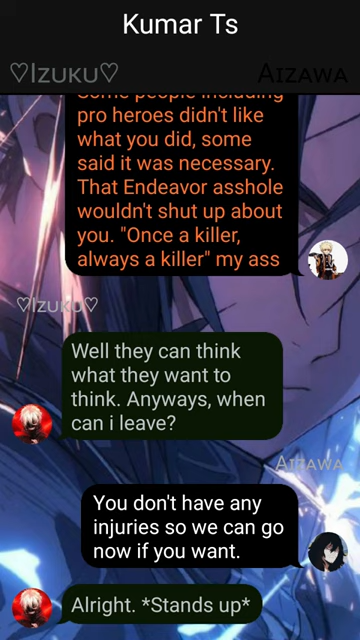 Kumar Ts
♡Izuku♡
Aizawa
Some people including
pro heroes didn't like
what you did, some
said it was necessary.
That Endeavor asshole
wouldn't shut up about
you. "Once a killer,
always a killer" my ass
♡Izuku♡
Well they can think
what they want to
think. Anyways, when
can i leave?
Aizawa
You don't have any
injuries so we can go
now if you want.
Alright. *Stands up*